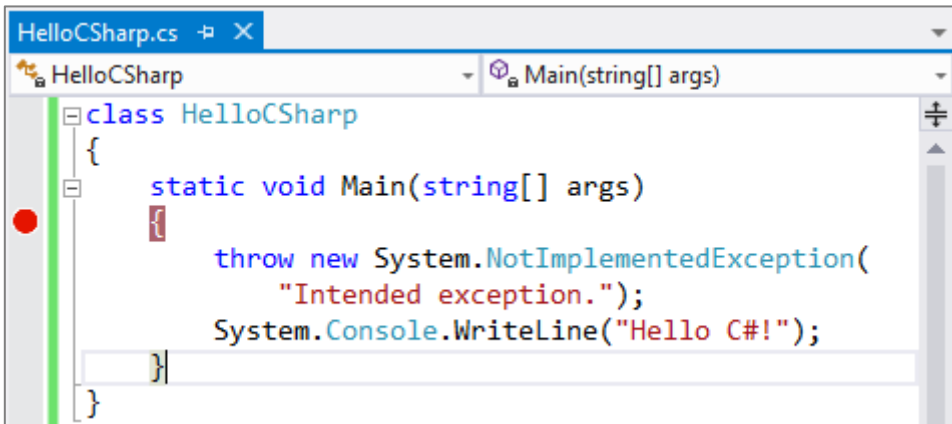 HelloCSharp.cs
HelloCSharp Main(string[] args)
class HelloCSharp
{
static void Main(string[] args)
{
throw new System.NotImplementedException(
"Intended exception.");
System.Console.WriteLine("Hello C#!");
}
}